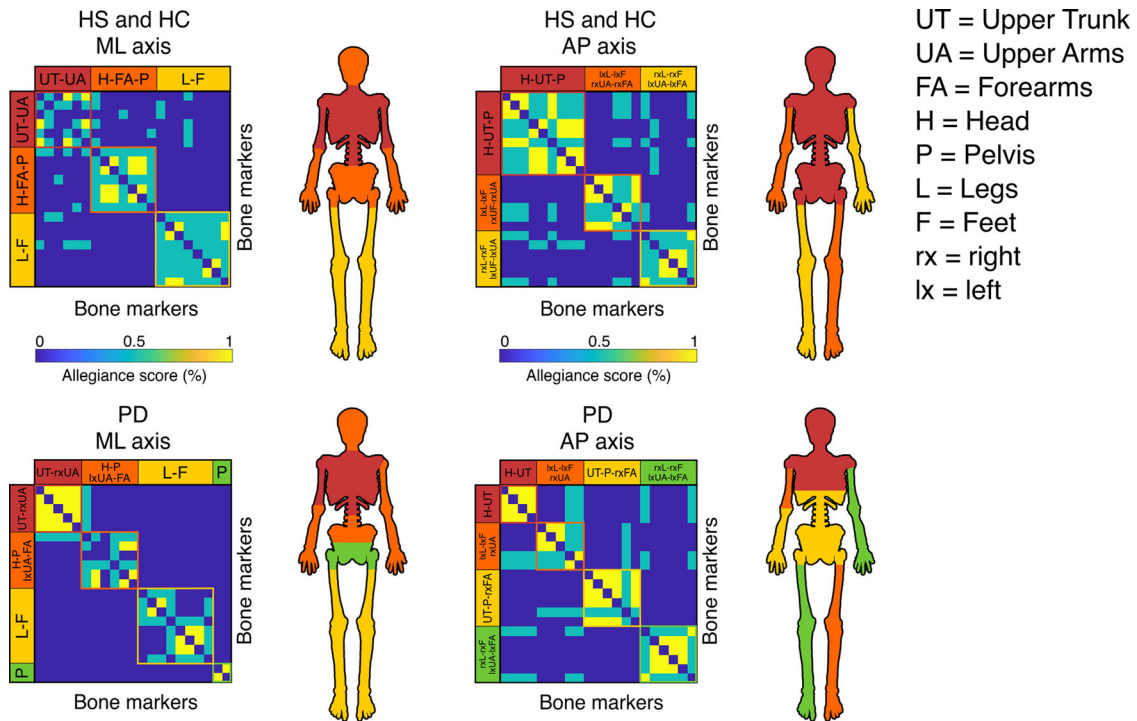 HS and HC
ML axis
UT-UA
H-FA-P
L-F
UT-UA
H-FA-P
L-F
Bone markers
Bone markers
0
0.5
1
Allegiance score (%)
HS and HC
AP axis
H-UT-P
lxL-lxF
rxUA-rxFA
rxL-rxF
lxUA-lxFA
H-UT-P
lxL-lxF
rxUF-rxUA
rxL-rxF
lxUF-lxUA
Bone markers
Bone markers
0
0.5
1
Allegiance score (%)
UT = Upper Trunk
UA = Upper Arms
FA = Forearms
H = Head
P = Pelvis
L = Legs
F = Feet
rx = right
lx = left
PD
ML axis
UT-rxUA
H-P
lxUA-FA
L-F
P
UT-rxUA
H-P
lxUA-FA
L-F
P
Bone markers
Bone markers
PD
AP axis
H-UT
lxL-lxF
rxUA
UT-P-rxFA
rxL-rxF
lxUA-lxFA
H-UT
lxL-lxF
rxUA
UT-P-rxFA
rxL-rxF
lxUA-lxFA
Bone markers
Bone markers